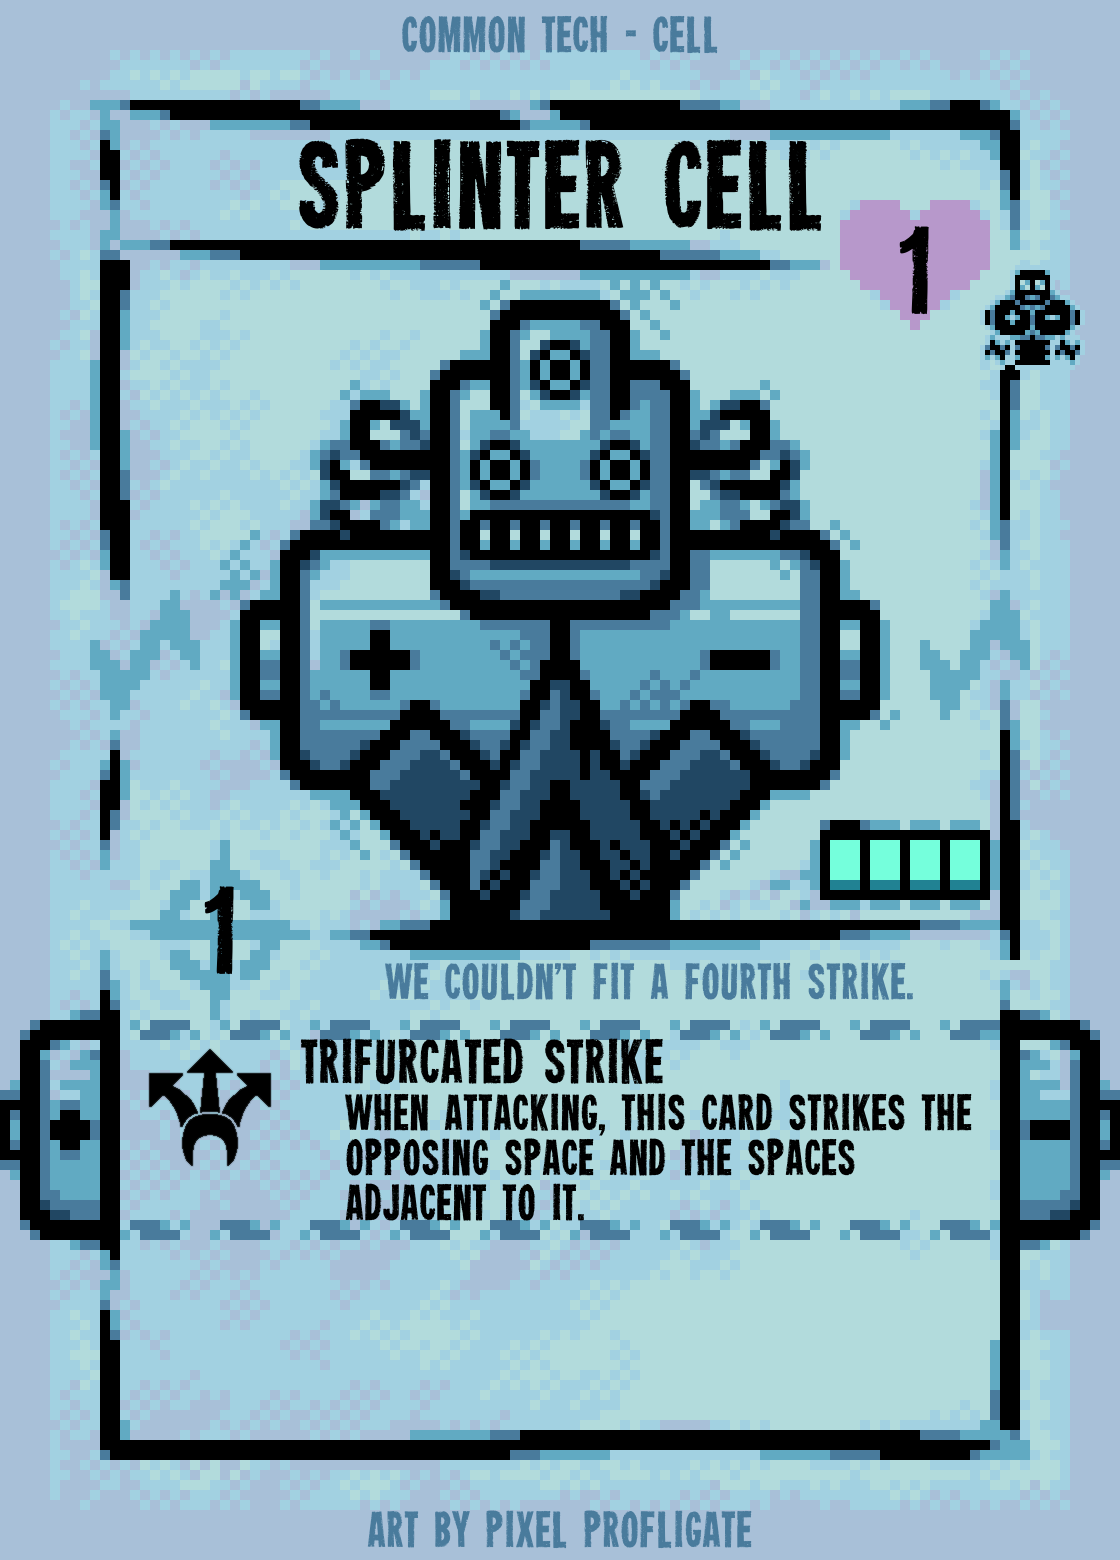 COMMON TECH - CELL
SPLINTER CELL
1
+ -
1
WE COULDN'T FIT A FOURTH STRIKE.
TRIFURCATED STRIKE
WHEN ATTACKING, THIS CARD STRIKES THE
OPPOSING SPACE AND THE SPACES
ADJACENT TO IT.
+ -
ART BY PIXEL PROFLIGATE